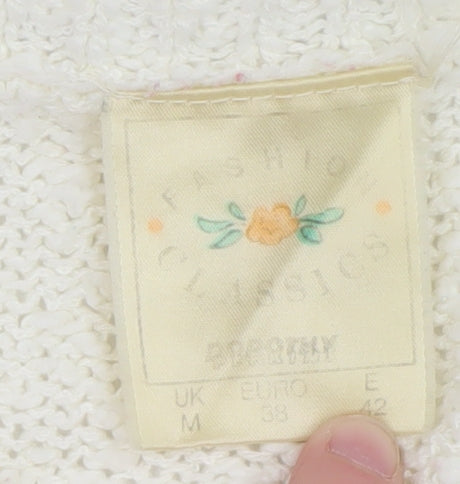 FASHION
CLASSICS
DOROTHY
UK EURO E
M 38 42